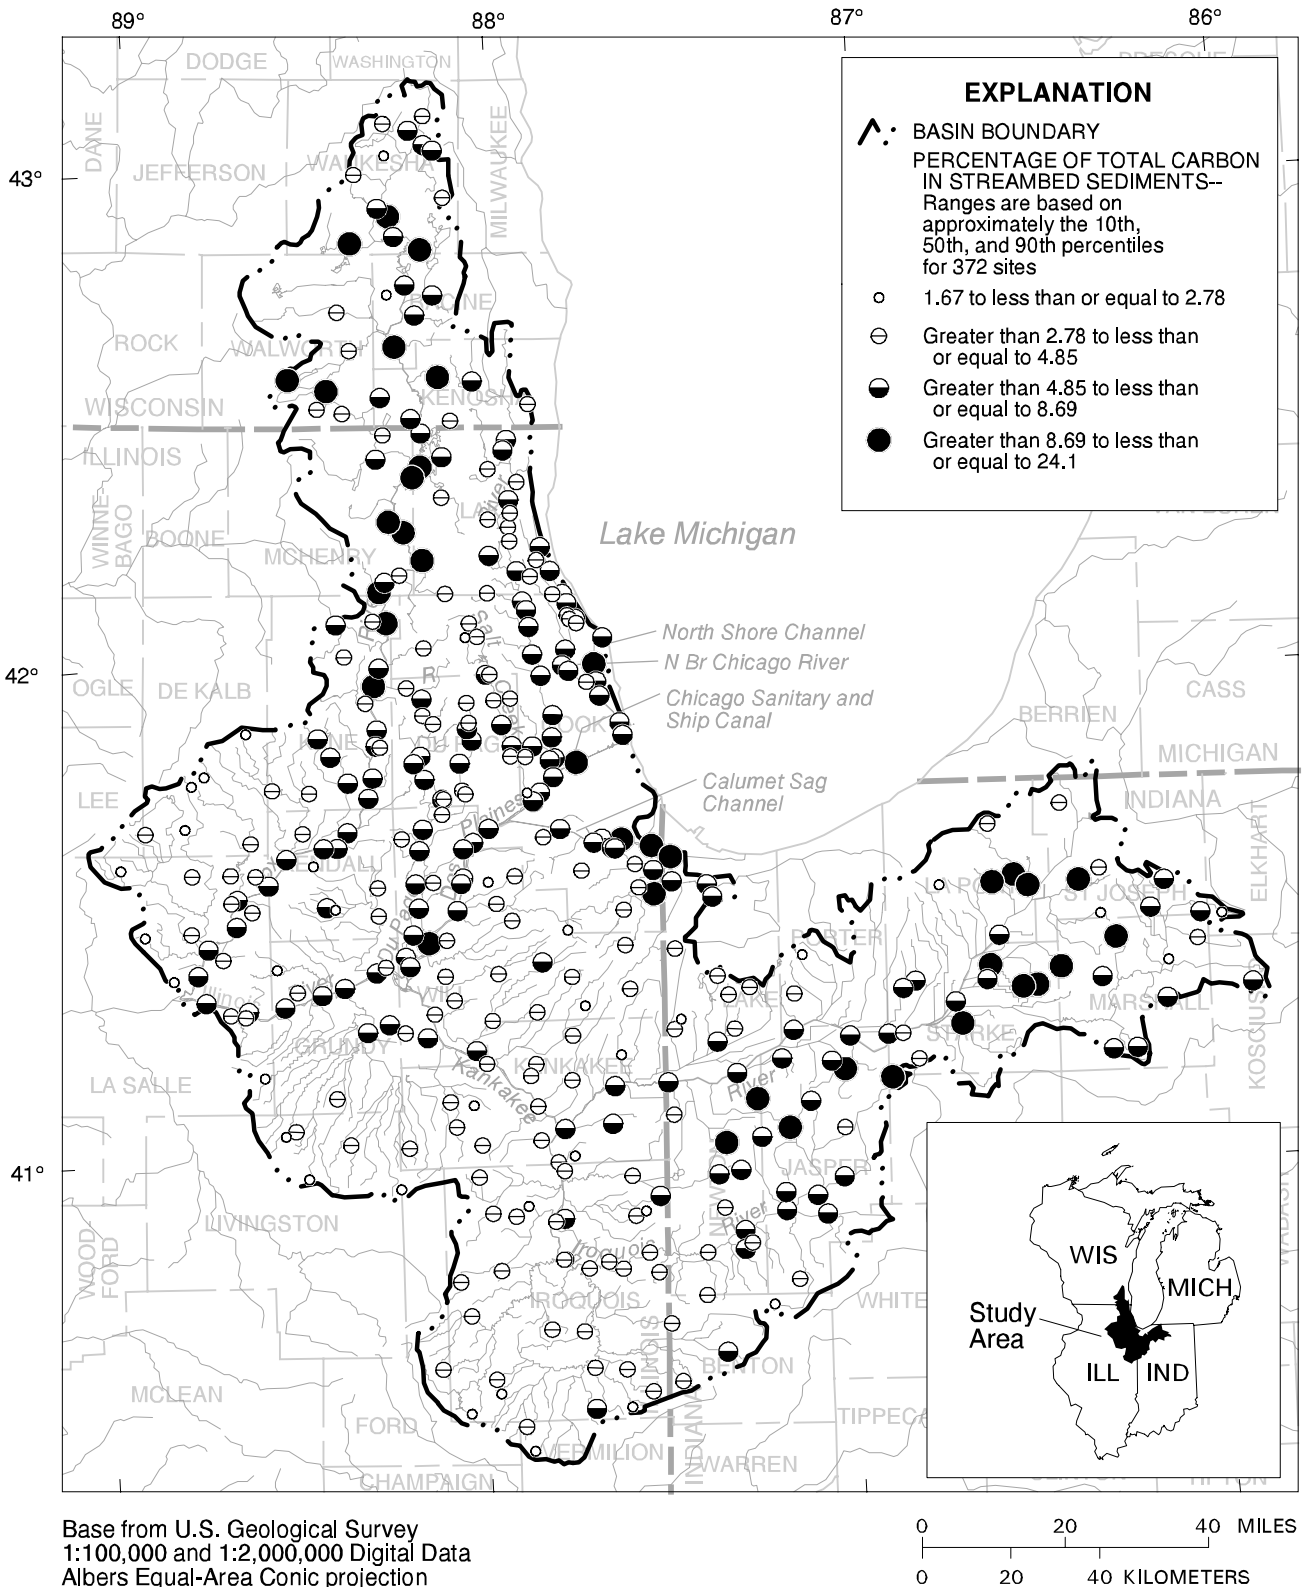 89°
88°
87°
86°
43°
42°
41°
EXPLANATION
BASIN BOUNDARY
PERCENTAGE OF TOTAL CARBON
IN STREAMBED SEDIMENTS--
Ranges are based on
approximately the 10th,
50th, and 90th percentiles
for 372 sites
1.67 to less than or equal to 2.78
Greater than 2.78 to less than
or equal to 4.85
Greater than 4.85 to less than
or equal to 8.69
Greater than 8.69 to less than
or equal to 24.1
DODGE
WASHINGTON
DANE
JEFFERSON
WAUKESHA
MILWAUKEE
RACINE
ROCK
WALWORTH
KENOSHA
WISCONSIN
ILLINOIS
WINNE
BAGO
BOONE
MCHENRY
River
Lake Michigan
North Shore Channel
N Br Chicago River
Chicago Sanitary and
Ship Canal
Calumet Sag
Channel
Salt
OGLE
DE KALB
KANE
LEE
Plaines
CASS
BERRIEN
MICHIGAN
INDIANA
ELKHART
ST JOSEPH
PORTER
LAKE
MARSHALL
STARKE
KOSCIUSKO
WILL
GRUNDY
KANKAKEE
Kankakee
River
LA SALLE
LIVINGSTON
WOOD
FORD
NEWTON
JASPER
River
Iroquois
IROQUOIS
WHITE
BENTON
ILLINOIS
INDIANA
MCLEAN
FORD
VERMILION
WARREN
CHAMPAIGN
WIS
MICH
Study
Area
ILL
IND
Base from U.S. Geological Survey
1:100,000 and 1:2,000,000 Digital Data
Albers Equal-Area Conic projection
0 20 40 MILES
0 20 40 KILOMETERS